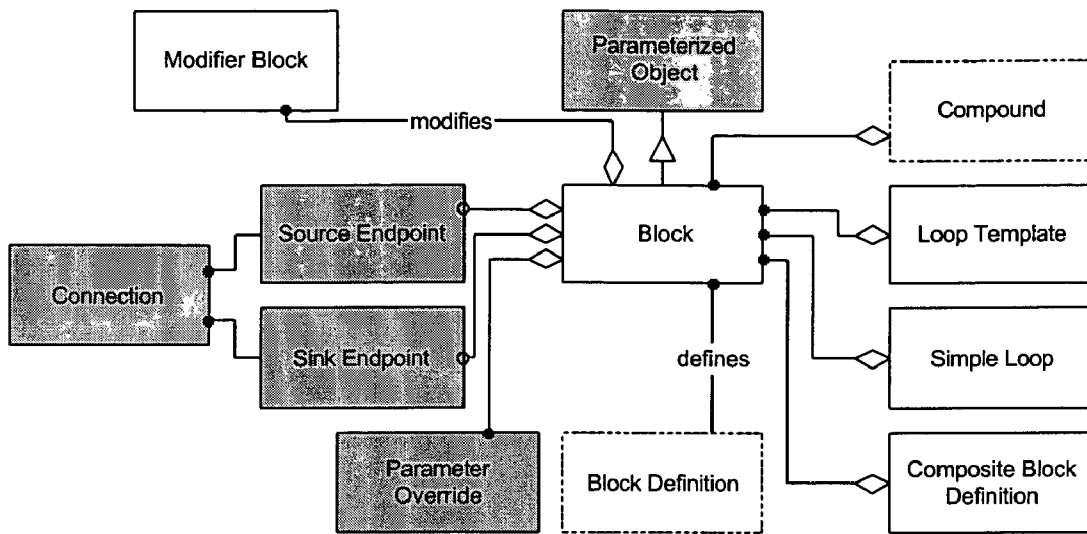 Modifier Block
Parameterized
Object
Compound
modifies
Source Endpoint
Block
Loop Template
Connection
Sink Endpoint
defines
Simple Loop
Parameter
Override
Block Definition
Composite Block
Definition